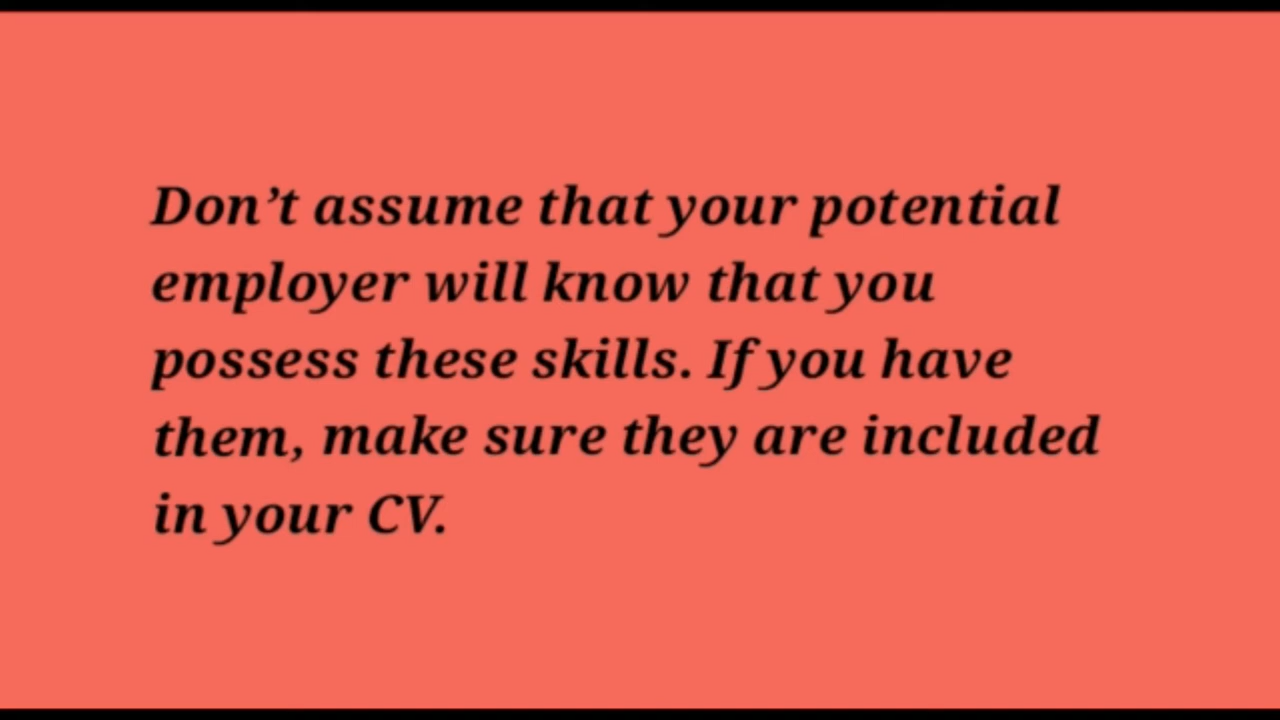 Don't assume that your potential
employer will know that you
possess these skills. If you have
them, make sure they are included
in your CV.